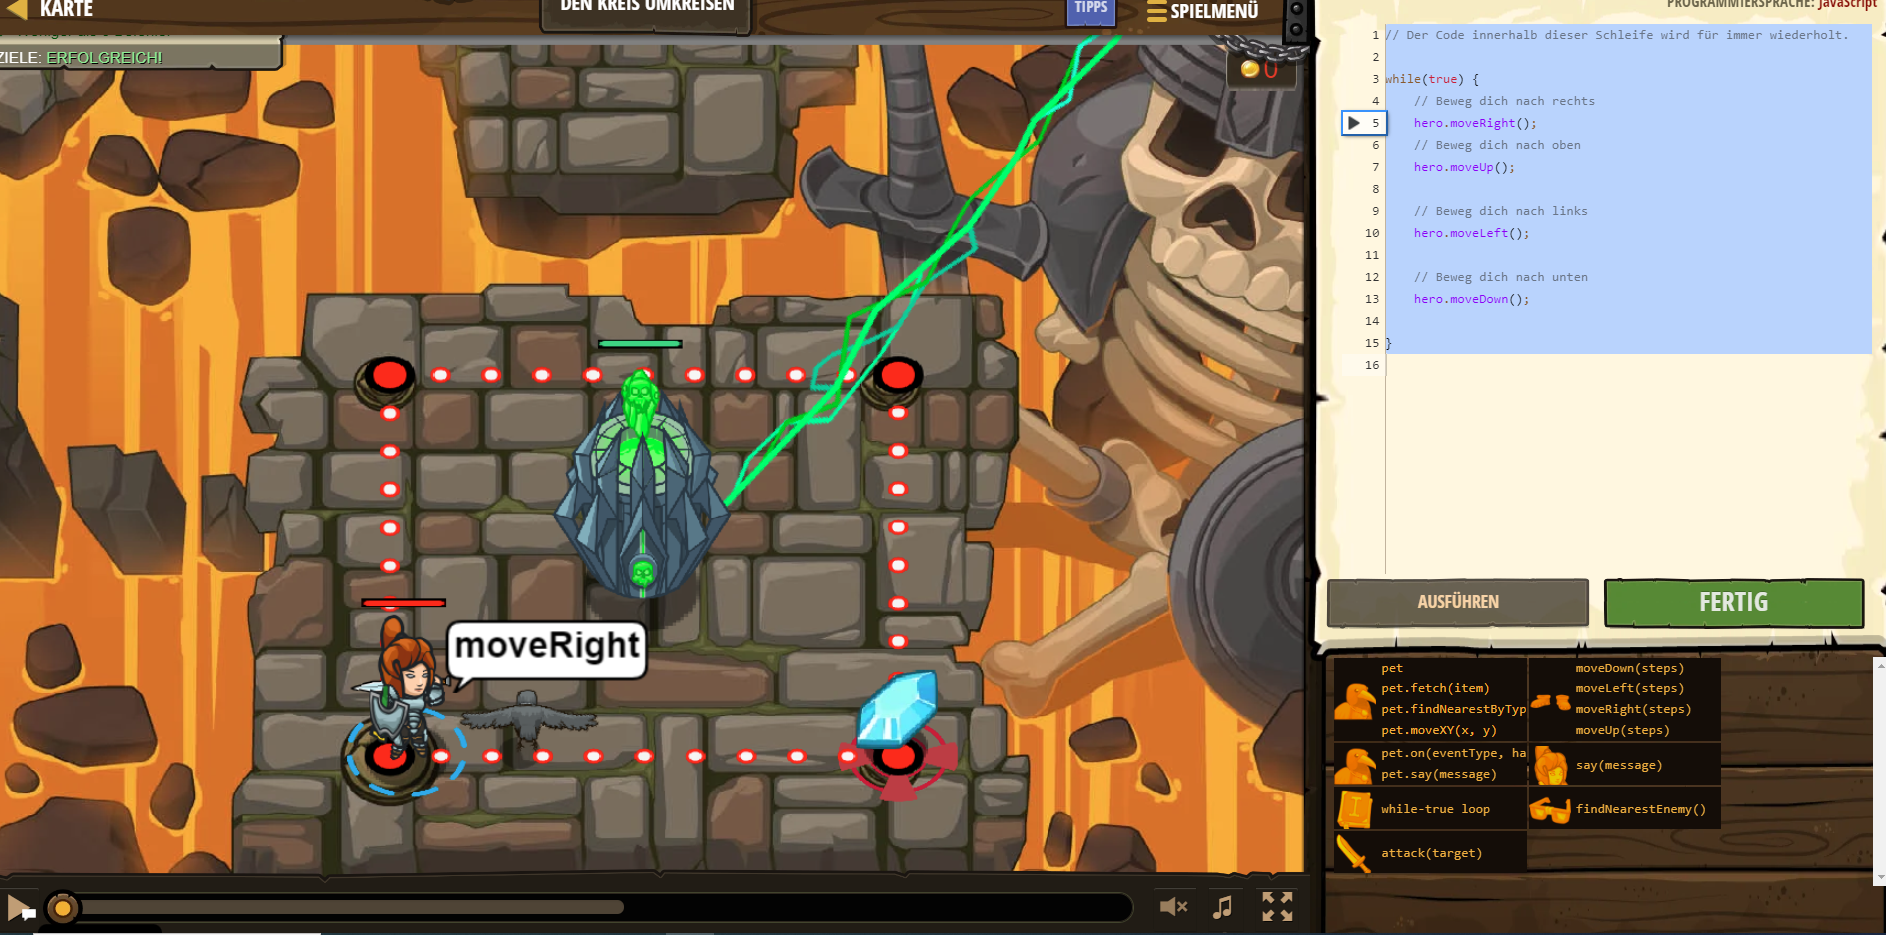 KARTE
DEN KREIS UMKREISEN
TIPPS
SPIELMENÜ
PROGRAMMIERSPRACHE: JavaScript
ZIELE: ERFOLGREICH!
0
1 // Der Code innerhalb dieser Schleife wird für immer wiederholt.
2
3 while(true) {
4 // Beweg dich nach rechts
5 hero.moveRight();
6 // Beweg dich nach oben
7 hero.moveUp();
8
9 // Beweg dich nach links
10 hero.moveLeft();
11
12 // Beweg dich nach unten
13 hero.moveDown();
14
15 }
16
moveRight
AUSFÜHREN
FERTIG
pet
pet.fetch(item)
pet.findNearestByTyp
pet.moveXY(x, y)
pet.on(eventType, ha
pet.say(message)
while-true loop
attack(target)
moveDown(steps)
moveLeft(steps)
moveRight(steps)
moveUp(steps)
say(message)
findNearestEnemy()